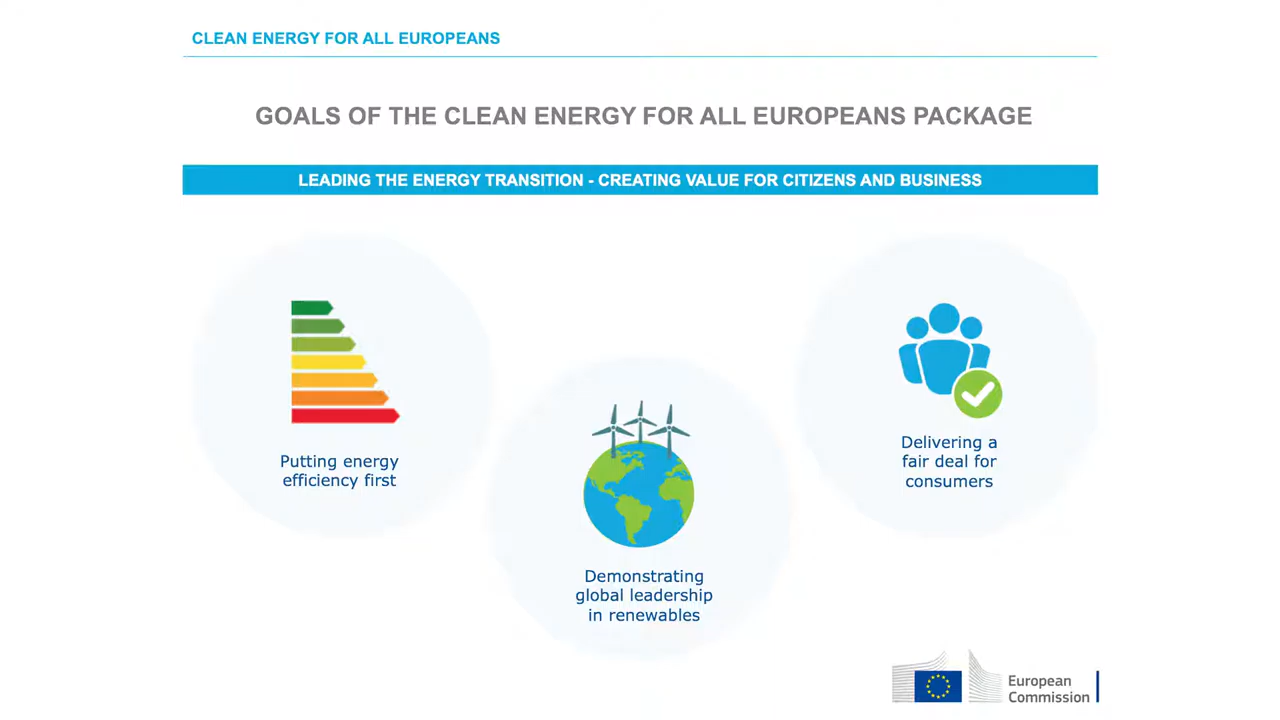 CLEAN ENERGY FOR ALL EUROPEANS
GOALS OF THE CLEAN ENERGY FOR ALL EUROPEANS PACKAGE
LEADING THE ENERGY TRANSITION - CREATING VALUE FOR CITIZENS AND BUSINESS
Putting energy
efficiency first
Demonstrating
global leadership
in renewables
Delivering a
fair deal for
consumers
European
Commission